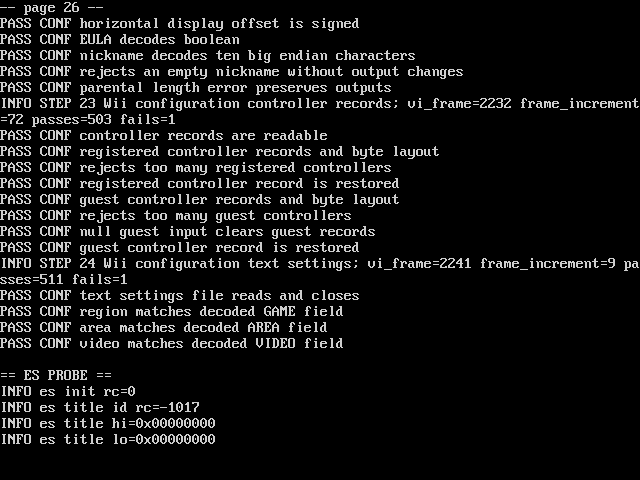 -- page 26 --
PASS CONF horizontal display offset is signed
PASS CONF EULA decodes boolean
PASS CONF nickname decodes ten big endian characters
PASS CONF rejects an empty nickname without output changes
PASS CONF parental length error preserves outputs
INFO STEP 23 Wii configuration controller records; vi_frame=2232 frame_increment
=72 passes=503 fails=1
PASS CONF controller records are readable
PASS CONF registered controller records and byte layout
PASS CONF rejects too many registered controllers
PASS CONF registered controller record is restored
PASS CONF guest controller records and byte layout
PASS CONF rejects too many guest controllers
PASS CONF null guest input clears guest records
PASS CONF guest controller record is restored
INFO STEP 24 Wii configuration text settings; vi_frame=2241 frame_increment=9 pa
sses=511 fails=1
PASS CONF text settings file reads and closes
PASS CONF region matches decoded GAME field
PASS CONF area matches decoded AREA field
PASS CONF video matches decoded VIDEO field
== ES PROBE ==
INFO es init rc=0
INFO es title id rc=-1017
INFO es title hi=0x00000000
INFO es title lo=0x00000000